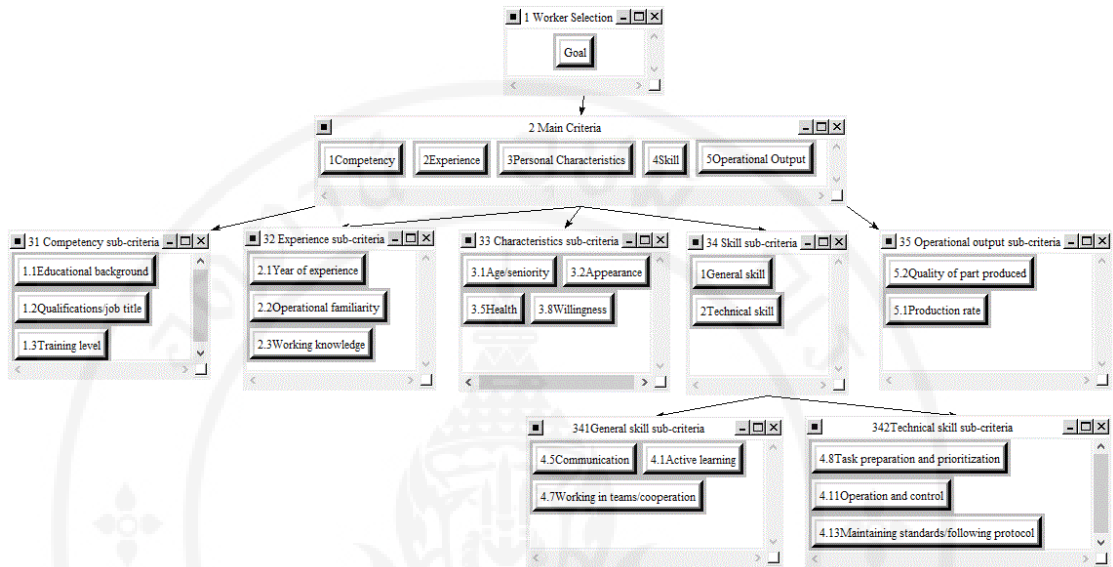 1 Worker Selection
Goal
2 Main Criteria
1Competency
2Experience
3Personal Characteristics
4Skill
5Operational Output
31 Competency sub-criteria
1.1Educational background
1.2Qualifications/job title
1.3Training level
32 Experience sub-criteria
2.1Year of experience
2.2Operational familiarity
2.3Working knowledge
33 Characteristics sub-criteria
3.1Age/seniority
3.2Appearance
3.5Health
3.8Willingness
34 Skill sub-criteria
1General skill
2Technical skill
35 Operational output sub-criteria
5.2Quality of part produced
5.1Production rate
341General skill sub-criteria
4.5Communication
4.1Active learning
4.7Working in teams/cooperation
342Technical skill sub-criteria
4.8Task preparation and prioritization
4.11Operation and control
4.13Maintaining standards/following protocol